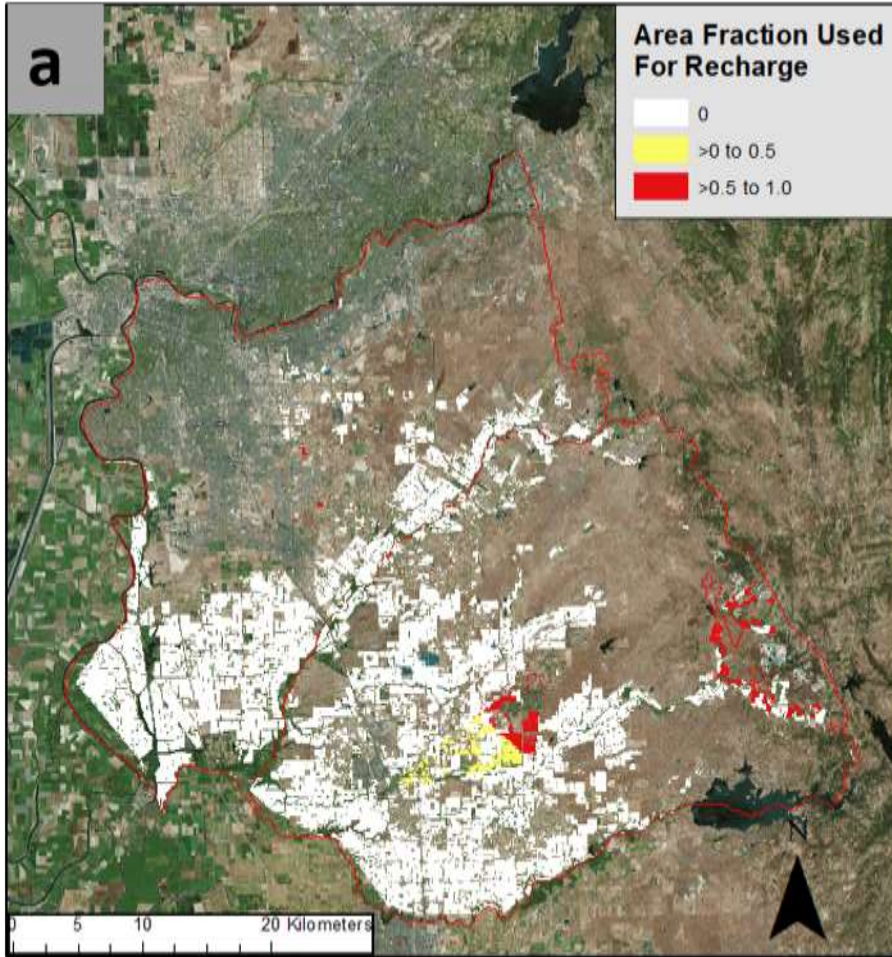 a
Area Fraction Used
For Recharge
0
>0 to 0.5
>0.5 to 1.0
N
0 5 10 20 Kilometers